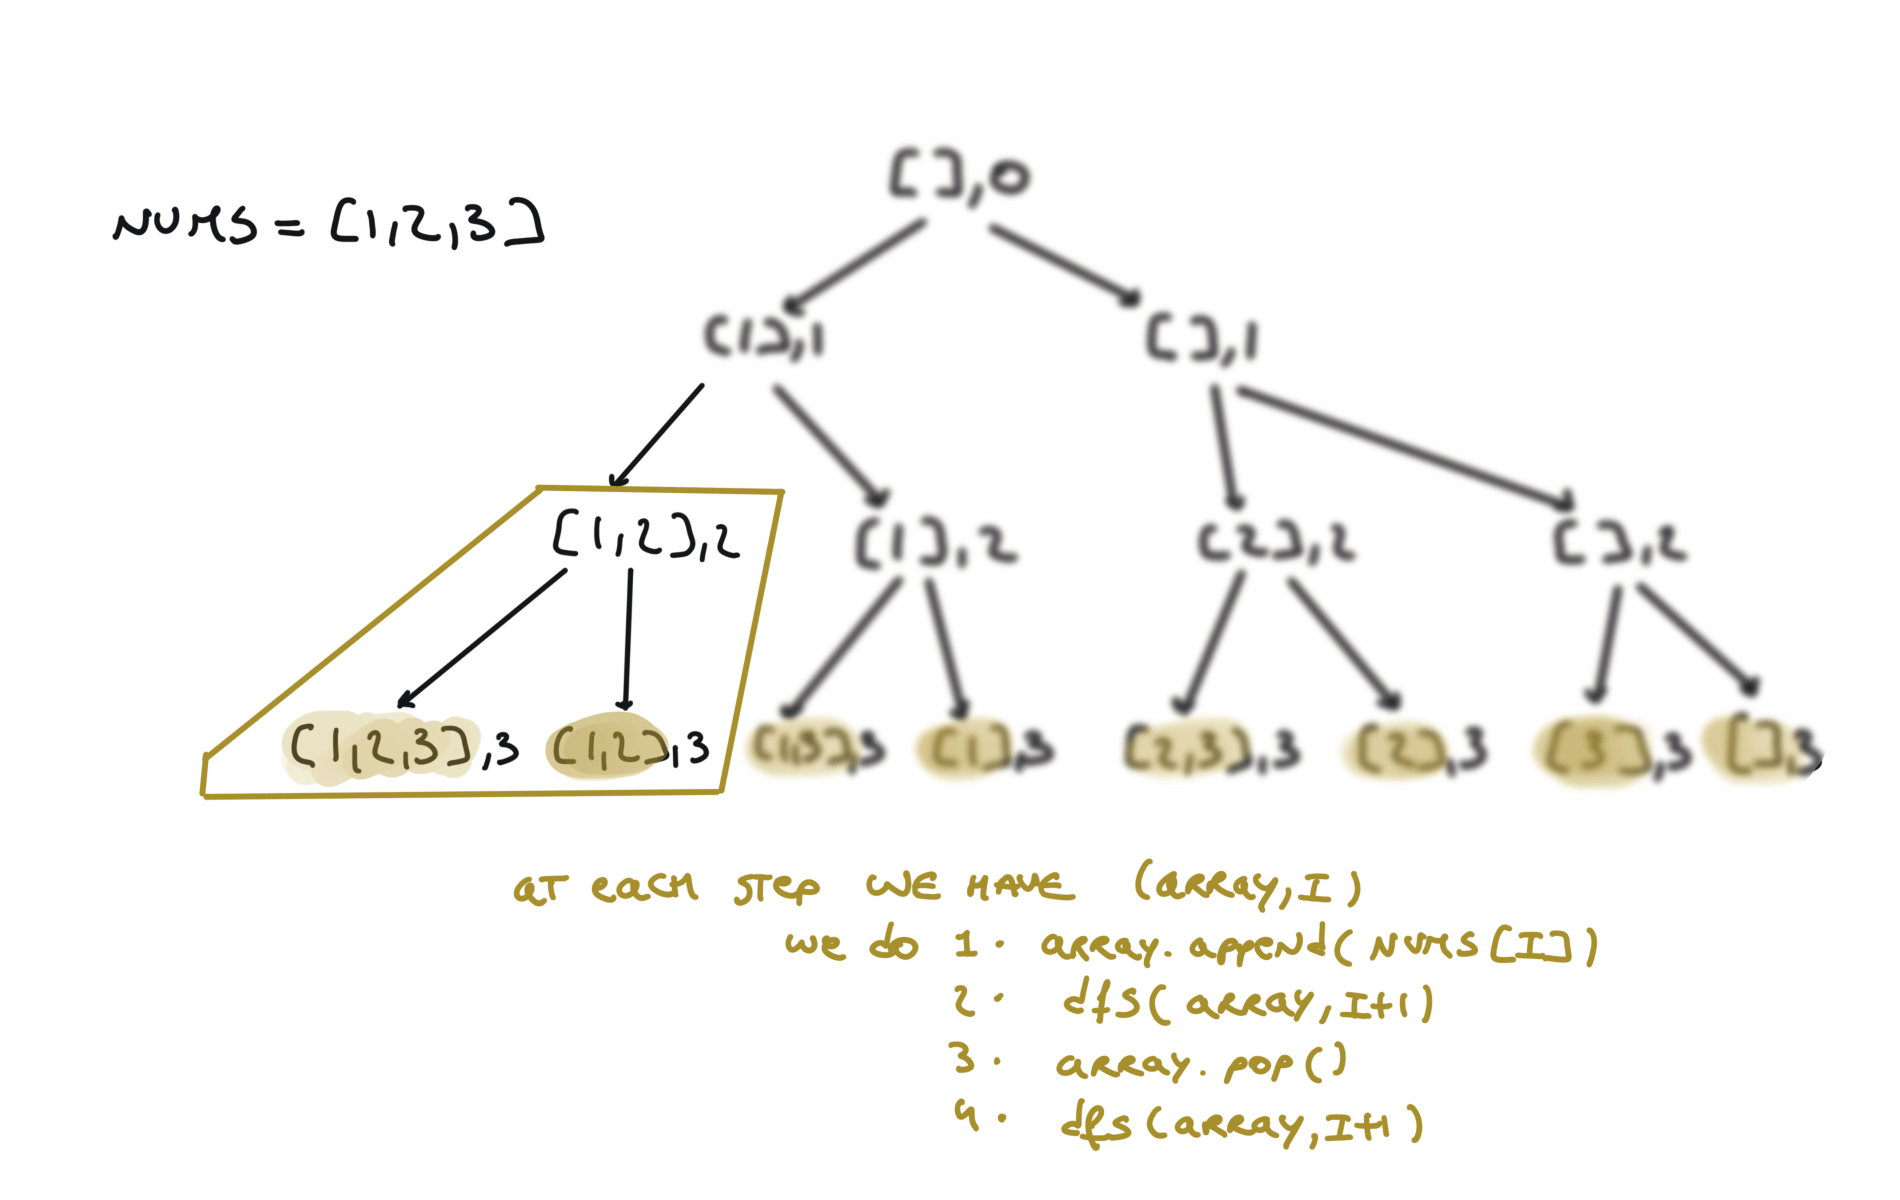 [],0
NUMS = [1,2,3]
[1],1 [],1
[1,2],2 [1],2 [2],2 [],2
[1,2,3],3 [1,2],3 [1,3],3 [1],3 [2,3],3 [2],3 [3],3 [],3
AT each STep WE HAVE (ARRAY,I)
we do 1. ARRAY.append(NUMS[I])
2. dfS(ARRAY,I+1)
3. ARRAY.pop()
4. dfs(ARRAY,I+1)